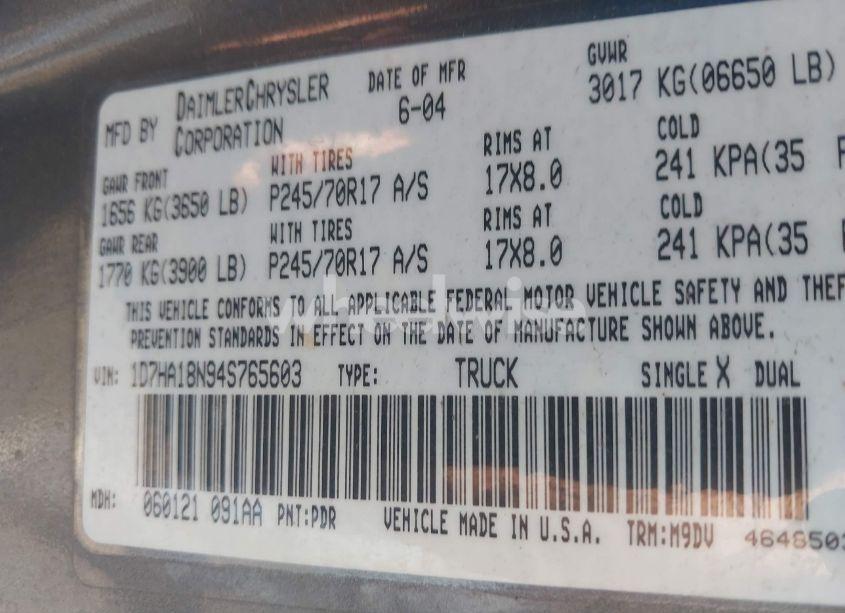 MFD BY DAIMLERCHRYSLER CORPORATION DATE OF MFR 6-04 GVWR 3017 KG(06650 LB)
GAWR FRONT WITH TIRES RIMS AT COLD
1656 KG(3650 LB) P245/70R17 A/S 17X8.0 241 KPA(35
GAWR REAR WITH TIRES RIMS AT COLD
1770 KG(3900 LB) P245/70R17 A/S 17X8.0 241 KPA(35
THIS VEHICLE CONFORMS TO ALL APPLICABLE FEDERAL MOTOR VEHICLE SAFETY AND THEF
PREVENTION STANDARDS IN EFFECT ON THE DATE OF MANUFACTURE SHOWN ABOVE.
VIN: 1D7HA18N94S765603 TYPE: TRUCK SINGLE X DUAL
MDH: 060121 091AA PNT:PDR VEHICLE MADE IN U.S.A. TRM:M9DV 4648503